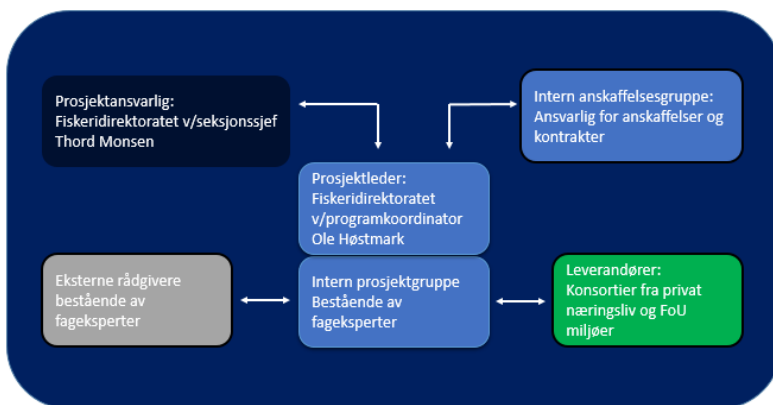 Prosjektansvarlig:
Fiskeridirektoratet v/seksjonssjef
Thord Monsen
Intern anskaffelsesgruppe:
Ansvarlig for anskaffelser og
kontrakter
Prosjektleder:
Fiskeridirektoratet
v/programkoordinator
Ole Høstmark
Eksterne rådgivere
bestående av
fageksperter
Intern prosjektgruppe
Bestående av
fageksperter
Leverandører:
Konsortier fra privat
næringsliv og FoU
miljøer